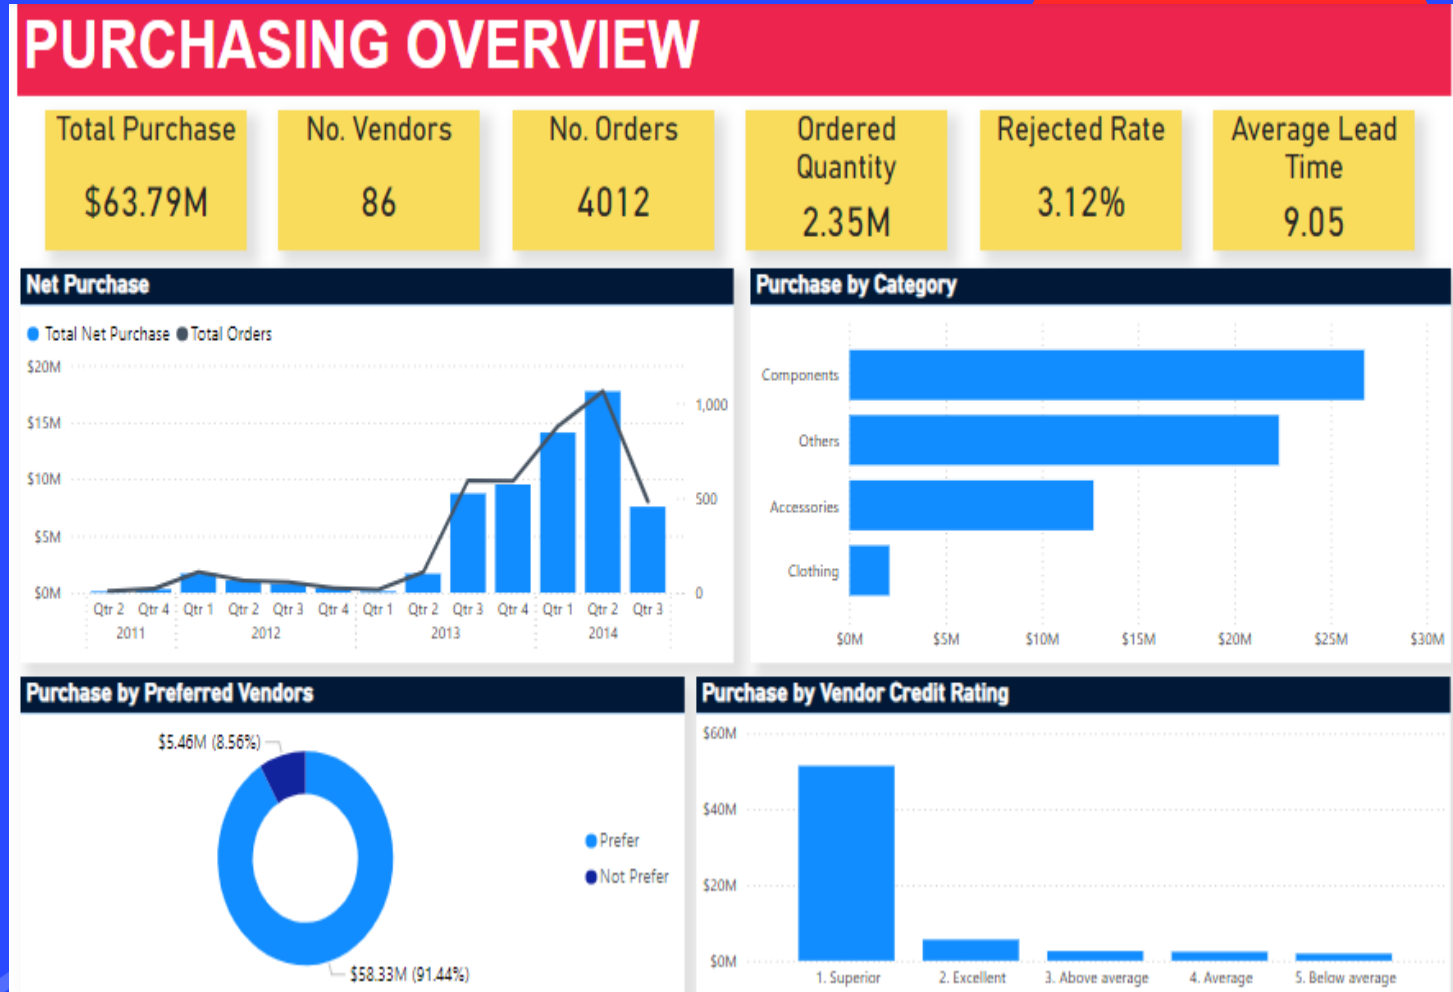 PURCHASING OVERVIEW
Total Purchase
$63.79M
No. Vendors
86
No. Orders
4012
Ordered
Quantity
2.35M
Rejected Rate
3.12%
Average Lead
Time
9.05
Net Purchase
Total Net Purchase Total Orders
$20M
$15M
$10M
$5M
$0M
1,000
500
0
Qtr 2 Qtr 4 Qtr 1 Qtr 2 Qtr 3 Qtr 4 Qtr 1 Qtr 2 Qtr 3 Qtr 4 Qtr 1 Qtr 2 Qtr 3
2011 2012 2013 2014
Purchase by Category
Components
Others
Accessories
Clothing
$0M $5M $10M $15M $20M $25M $30M
Purchase by Preferred Vendors
$5.46M (8.56%)
Prefer
Not Prefer
$58.33M (91.44%)
Purchase by Vendor Credit Rating
$60M
$40M
$20M
$0M
1. Superior 2. Excellent 3. Above average 4. Average 5. Below average